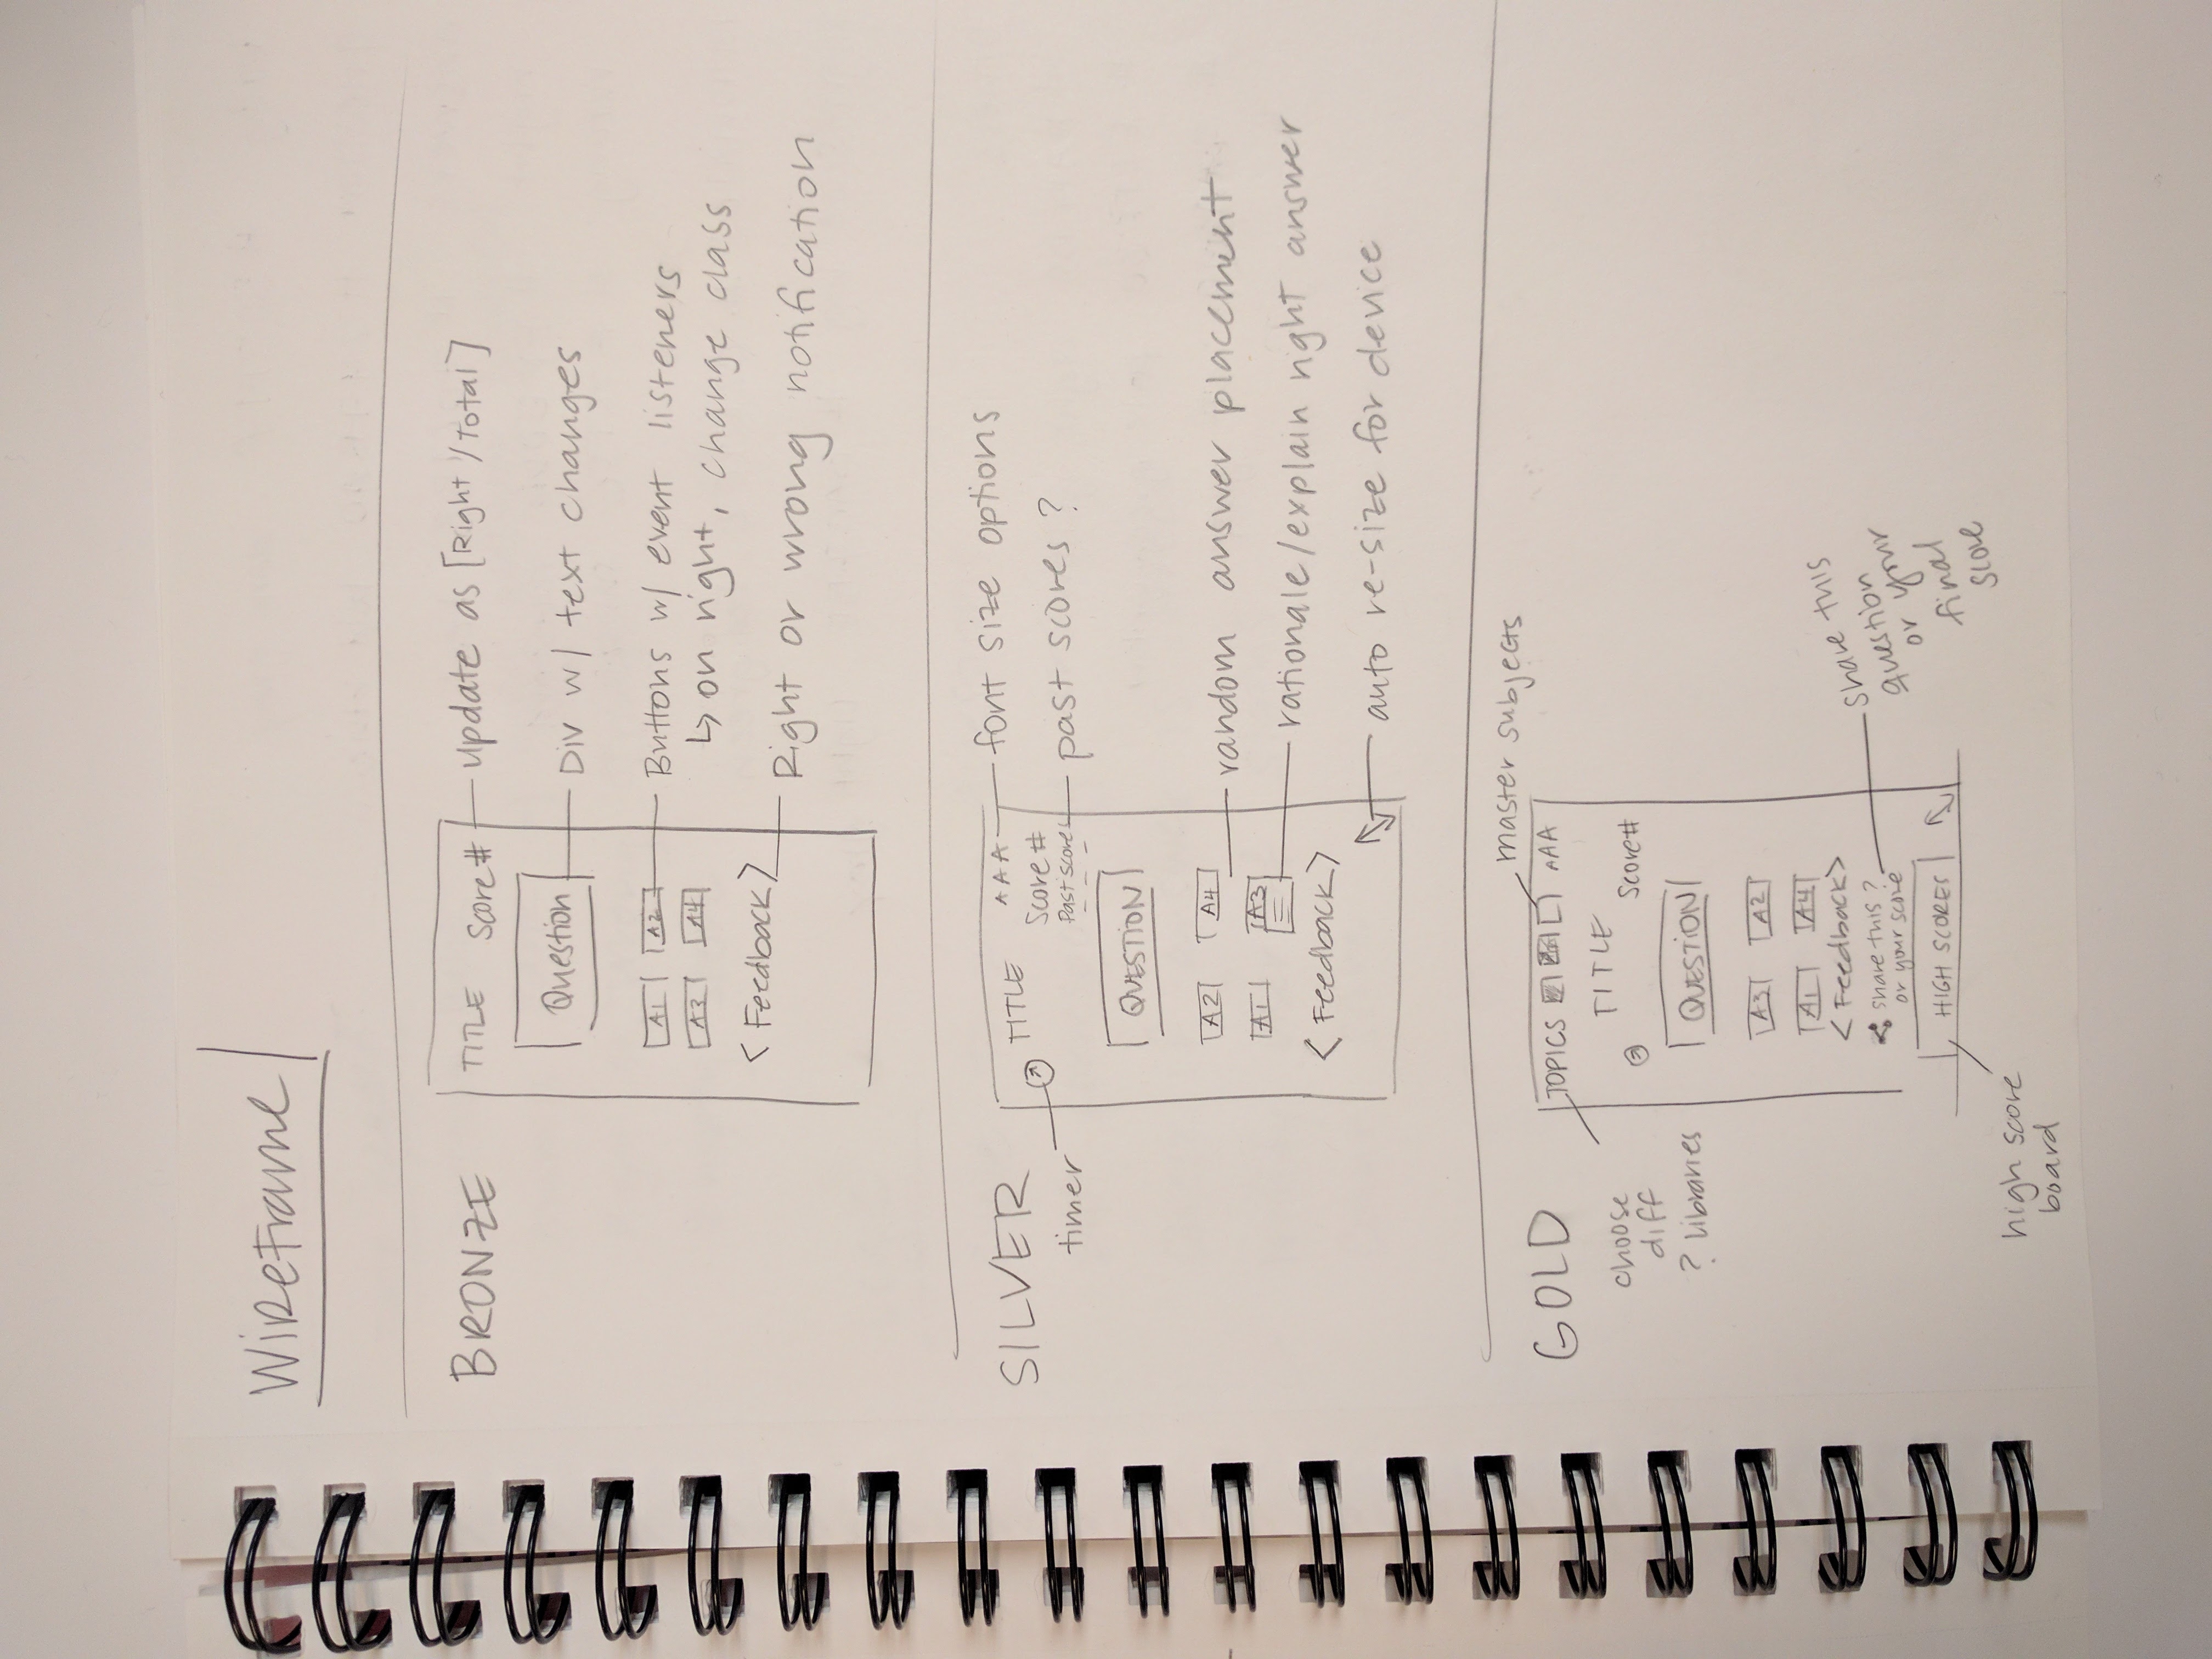 WIREFRAME
BRONZE
TITLE Score#
update as [Right/Total]
Question
Div w/ text changes
A1 A2
A3 A4
Buttons w/ event listeners
↳ on right, change class
<Feedback>
Right or wrong notification
SILVER
timer
TITLE AAA
font size options
Score#
Past Score
past scores?
QUESTION
A2 A4
random answer placement
A1 A3
rationale/explain right answer
<Feedback>
auto re-size for device
GOLD
master subjects
TOPICS AAA
choose
diff
? libraries
TITLE
Score#
QUESTION
A3 A2
A1 A4
<Feedback>
share this?
or your score
share this
question
or your
final
score
HIGH SCORES
high score
board